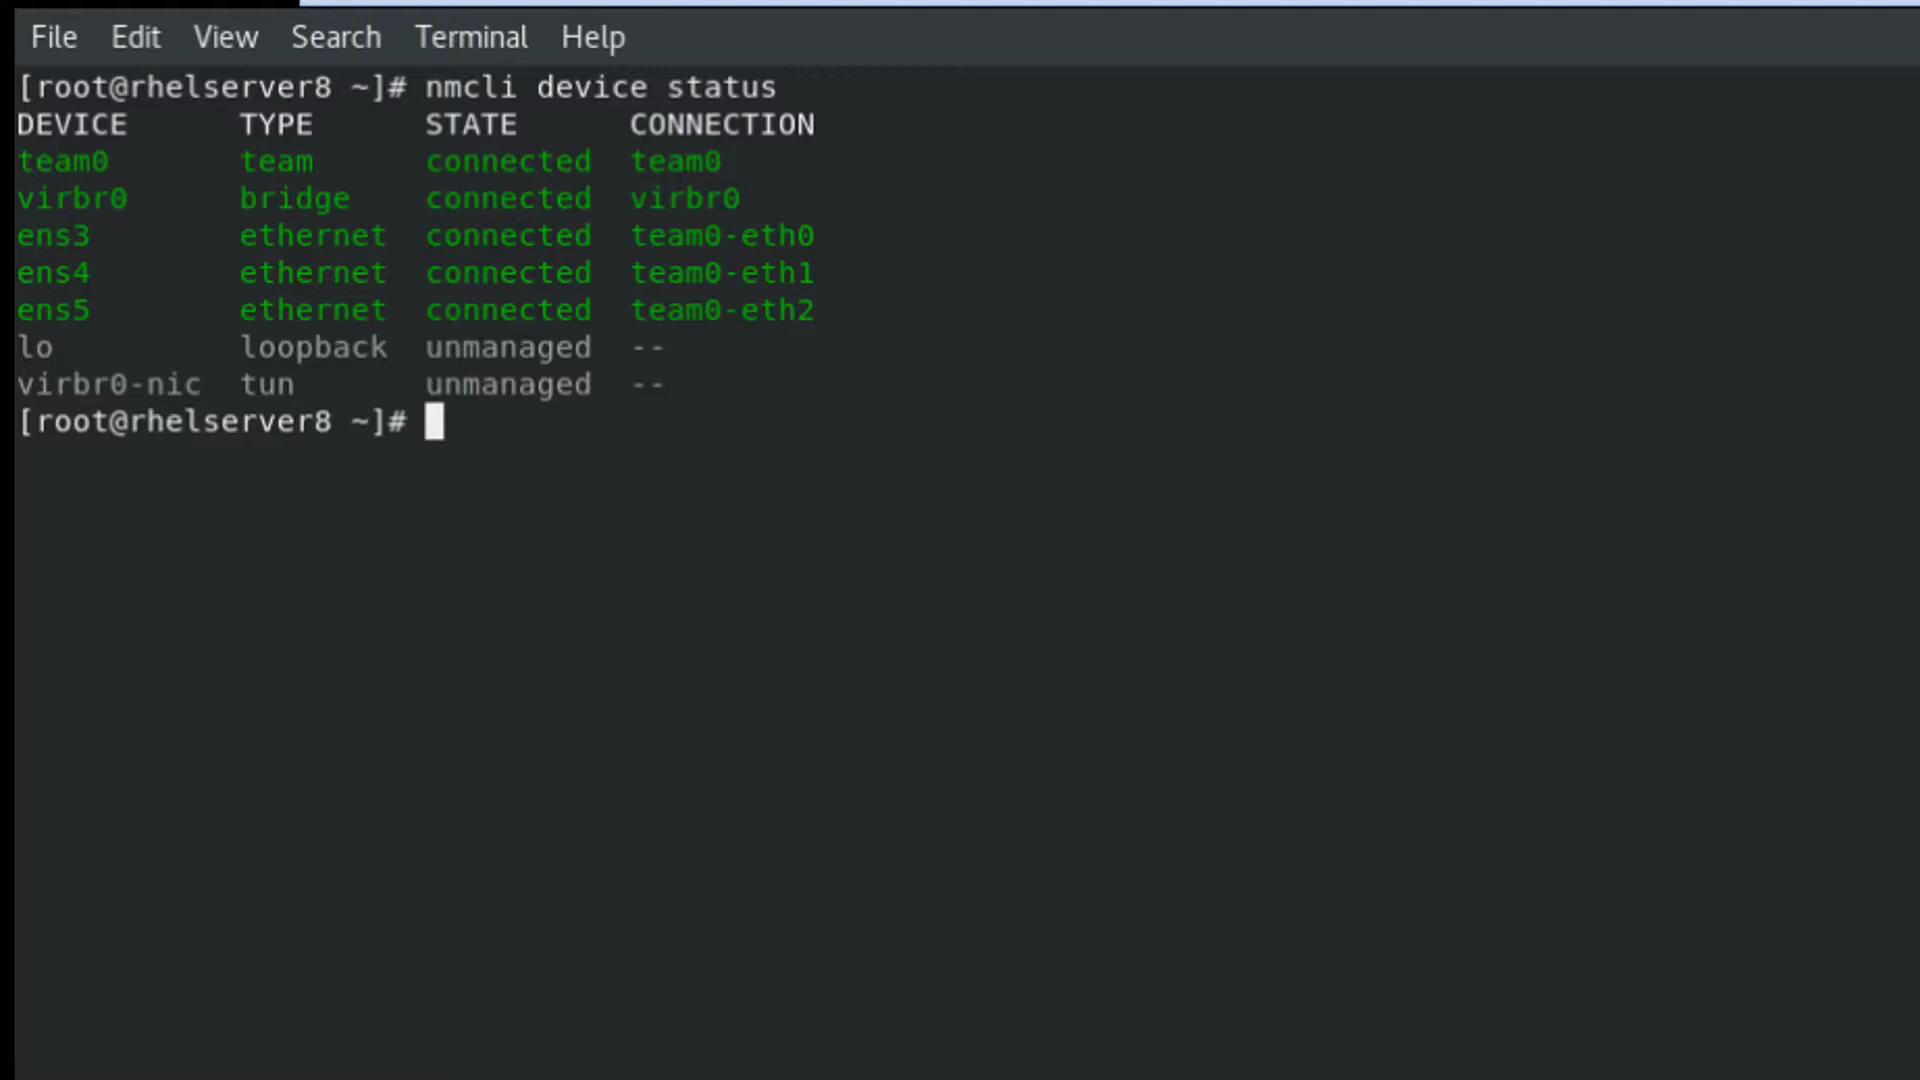 File Edit View Search Terminal Help
[root@rhelserver8 ~]# nmcli device status
DEVICE      TYPE      STATE      CONNECTION
team0       team      connected  team0
virbr0      bridge    connected  virbr0
ens3        ethernet  connected  team0-eth0
ens4        ethernet  connected  team0-eth1
ens5        ethernet  connected  team0-eth2
lo          loopback  unmanaged  --
virbr0-nic  tun       unmanaged  --
[root@rhelserver8 ~]#